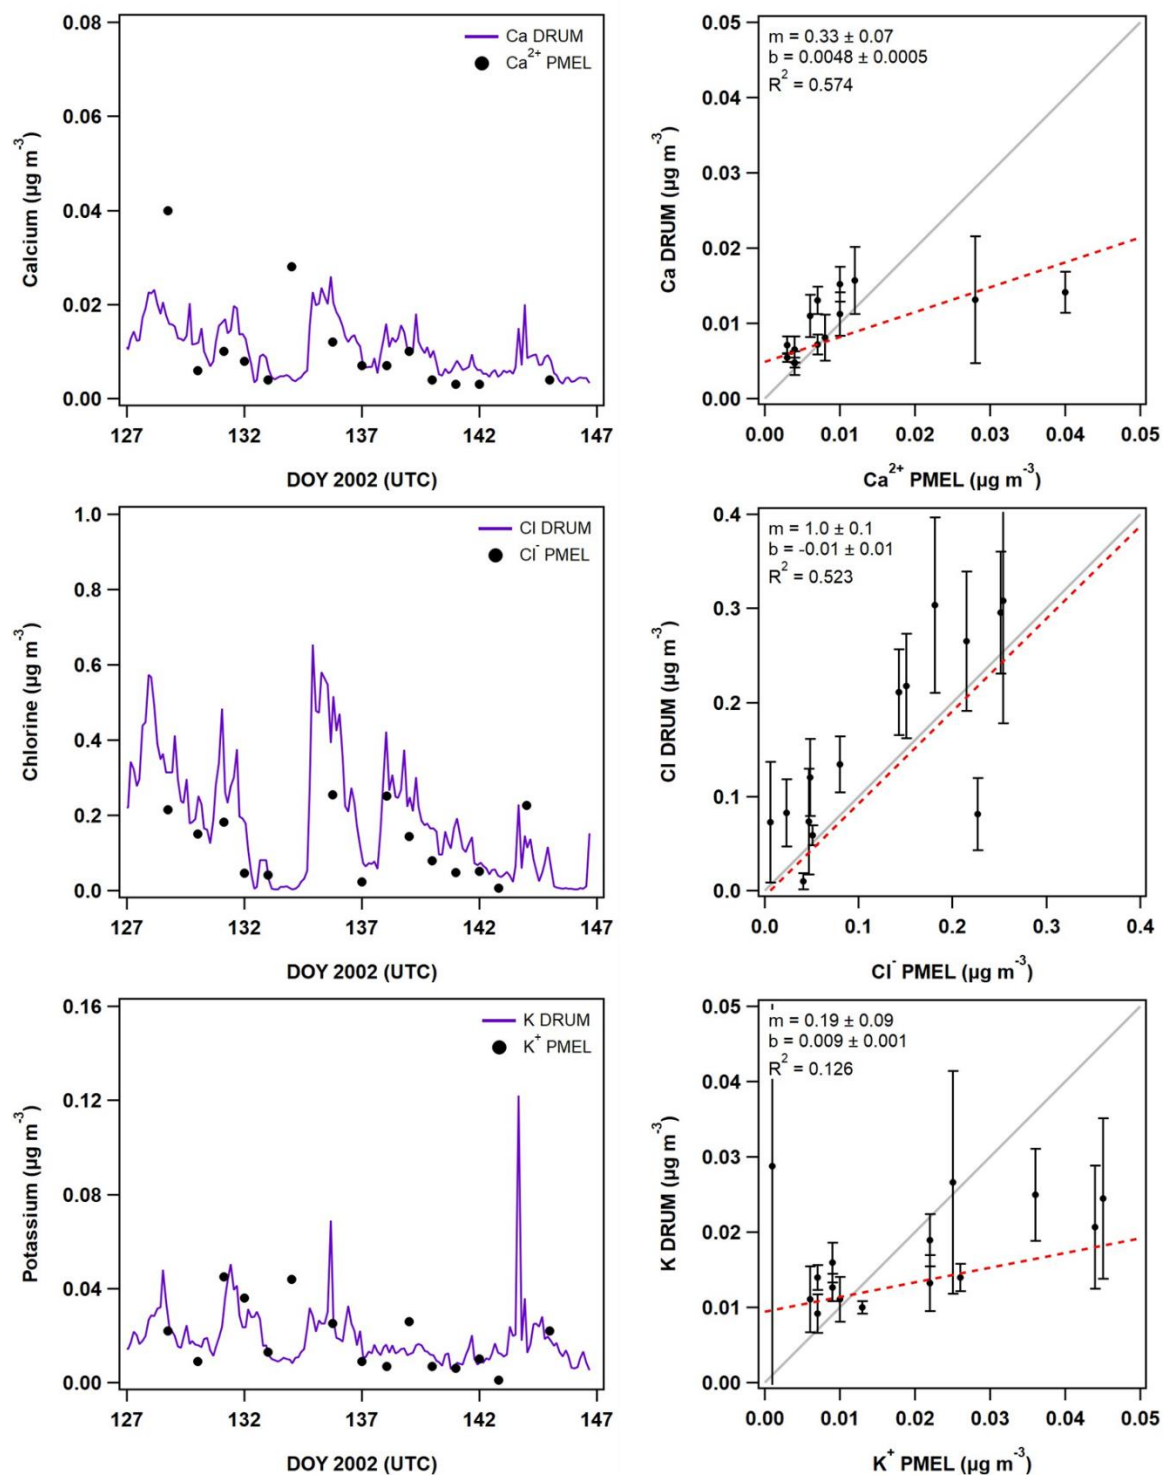 0.08
0.06
0.04
0.02
0.00
Calcium (µg m⁻³)
Ca DRUM
Ca²⁺ PMEL
127 132 137 142 147
DOY 2002 (UTC)
0.05
0.04
0.03
0.02
0.01
0.00
Ca DRUM (µg m⁻³)
m = 0.33 ± 0.07
b = 0.0048 ± 0.0005
R² = 0.574
0.00 0.01 0.02 0.03 0.04 0.05
Ca²⁺ PMEL (µg m⁻³)
1.0
0.8
0.6
0.4
0.2
0.0
Chlorine (µg m⁻³)
Cl DRUM
Cl⁻ PMEL
127 132 137 142 147
DOY 2002 (UTC)
0.4
0.3
0.2
0.1
0.0
Cl DRUM (µg m⁻³)
m = 1.0 ± 0.1
b = -0.01 ± 0.01
R² = 0.523
0.0 0.1 0.2 0.3 0.4
Cl⁻ PMEL (µg m⁻³)
0.16
0.12
0.08
0.04
0.00
Potassium (µg m⁻³)
K DRUM
K⁺ PMEL
127 132 137 142 147
DOY 2002 (UTC)
0.05
0.04
0.03
0.02
0.01
0.00
K DRUM (µg m⁻³)
m = 0.19 ± 0.09
b = 0.009 ± 0.001
R² = 0.126
0.00 0.01 0.02 0.03 0.04 0.05
K⁺ PMEL (µg m⁻³)